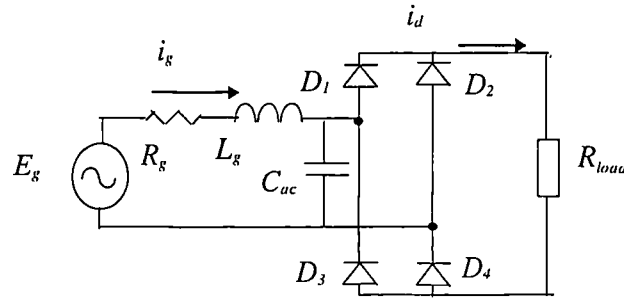 i_g
i_d
D_1
D_2
E_g
R_g
L_g
C_ac
R_load
D_3
D_4